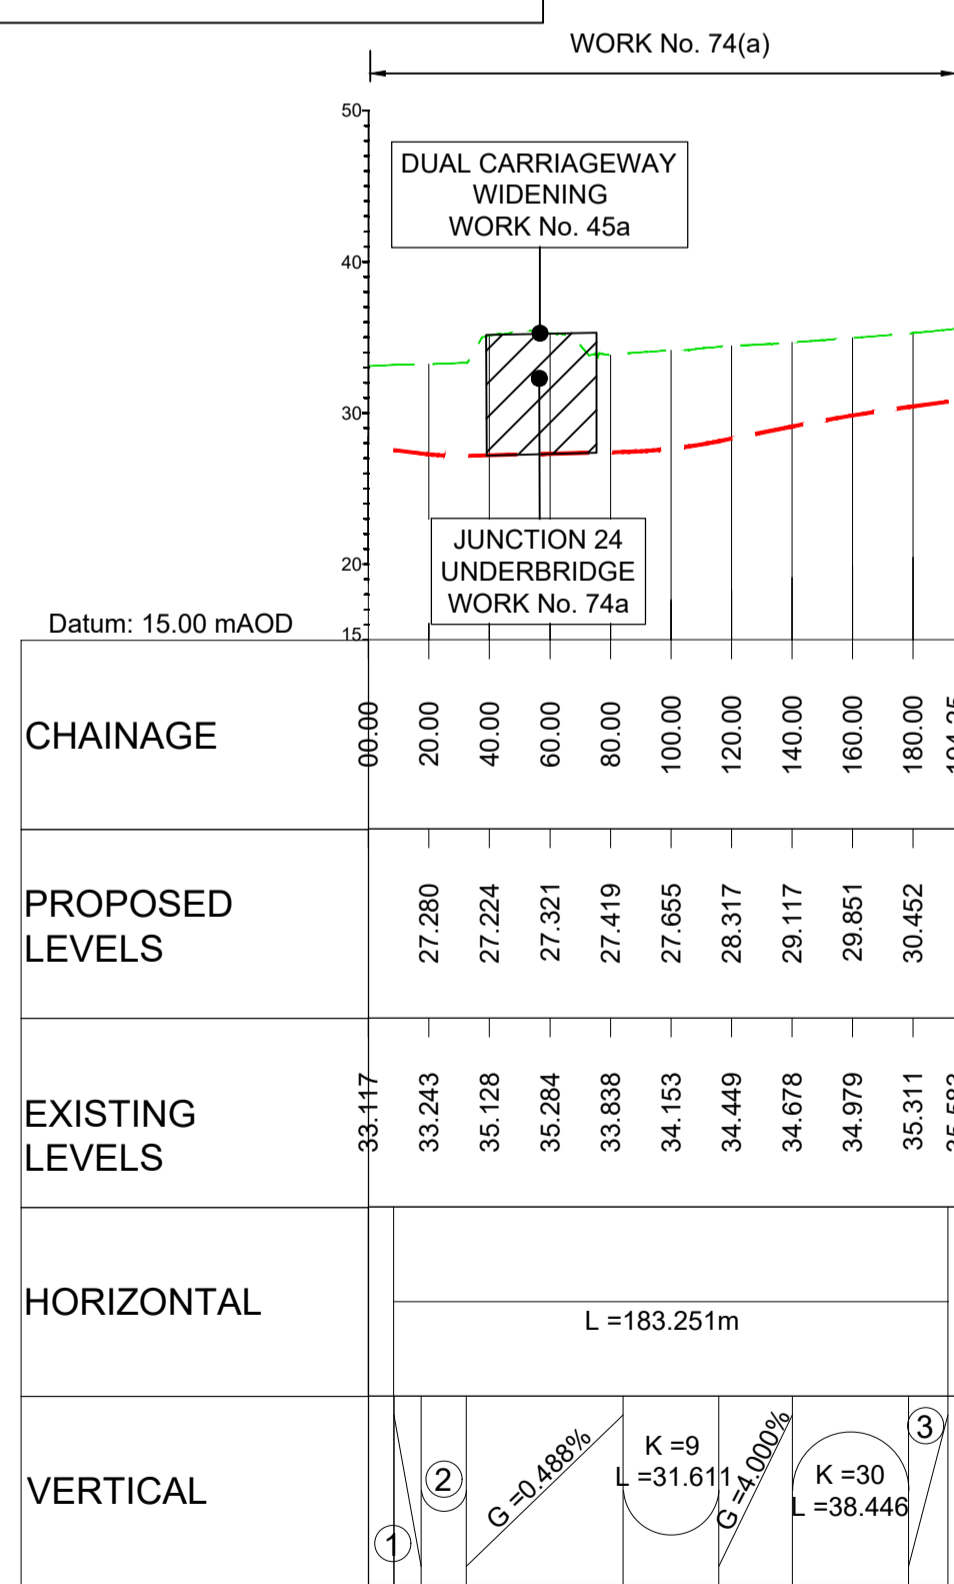 WORK No. 74(a)
50
DUAL CARRIAGEWAY
WIDENING
WORK No. 45a
40
30
JUNCTION 24
UNDERBRIDGE
WORK No. 74a
20
Datum: 15.00 mAOD
15
CHAINAGE
00.00 20.00 40.00 60.00 80.00 100.00 120.00 140.00 160.00 180.00
PROPOSED
LEVELS
27.280 27.224 27.321 27.419 27.655 28.317 29.117 29.851 30.452
EXISTING
LEVELS
33.117 33.243 35.128 35.284 33.838 34.153 34.449 34.678 34.979 35.311
HORIZONTAL
L =183.251m
VERTICAL
1
2
G =0.488%
K =9
L =31.611
G =4.000%
K =30
L =38.446
3